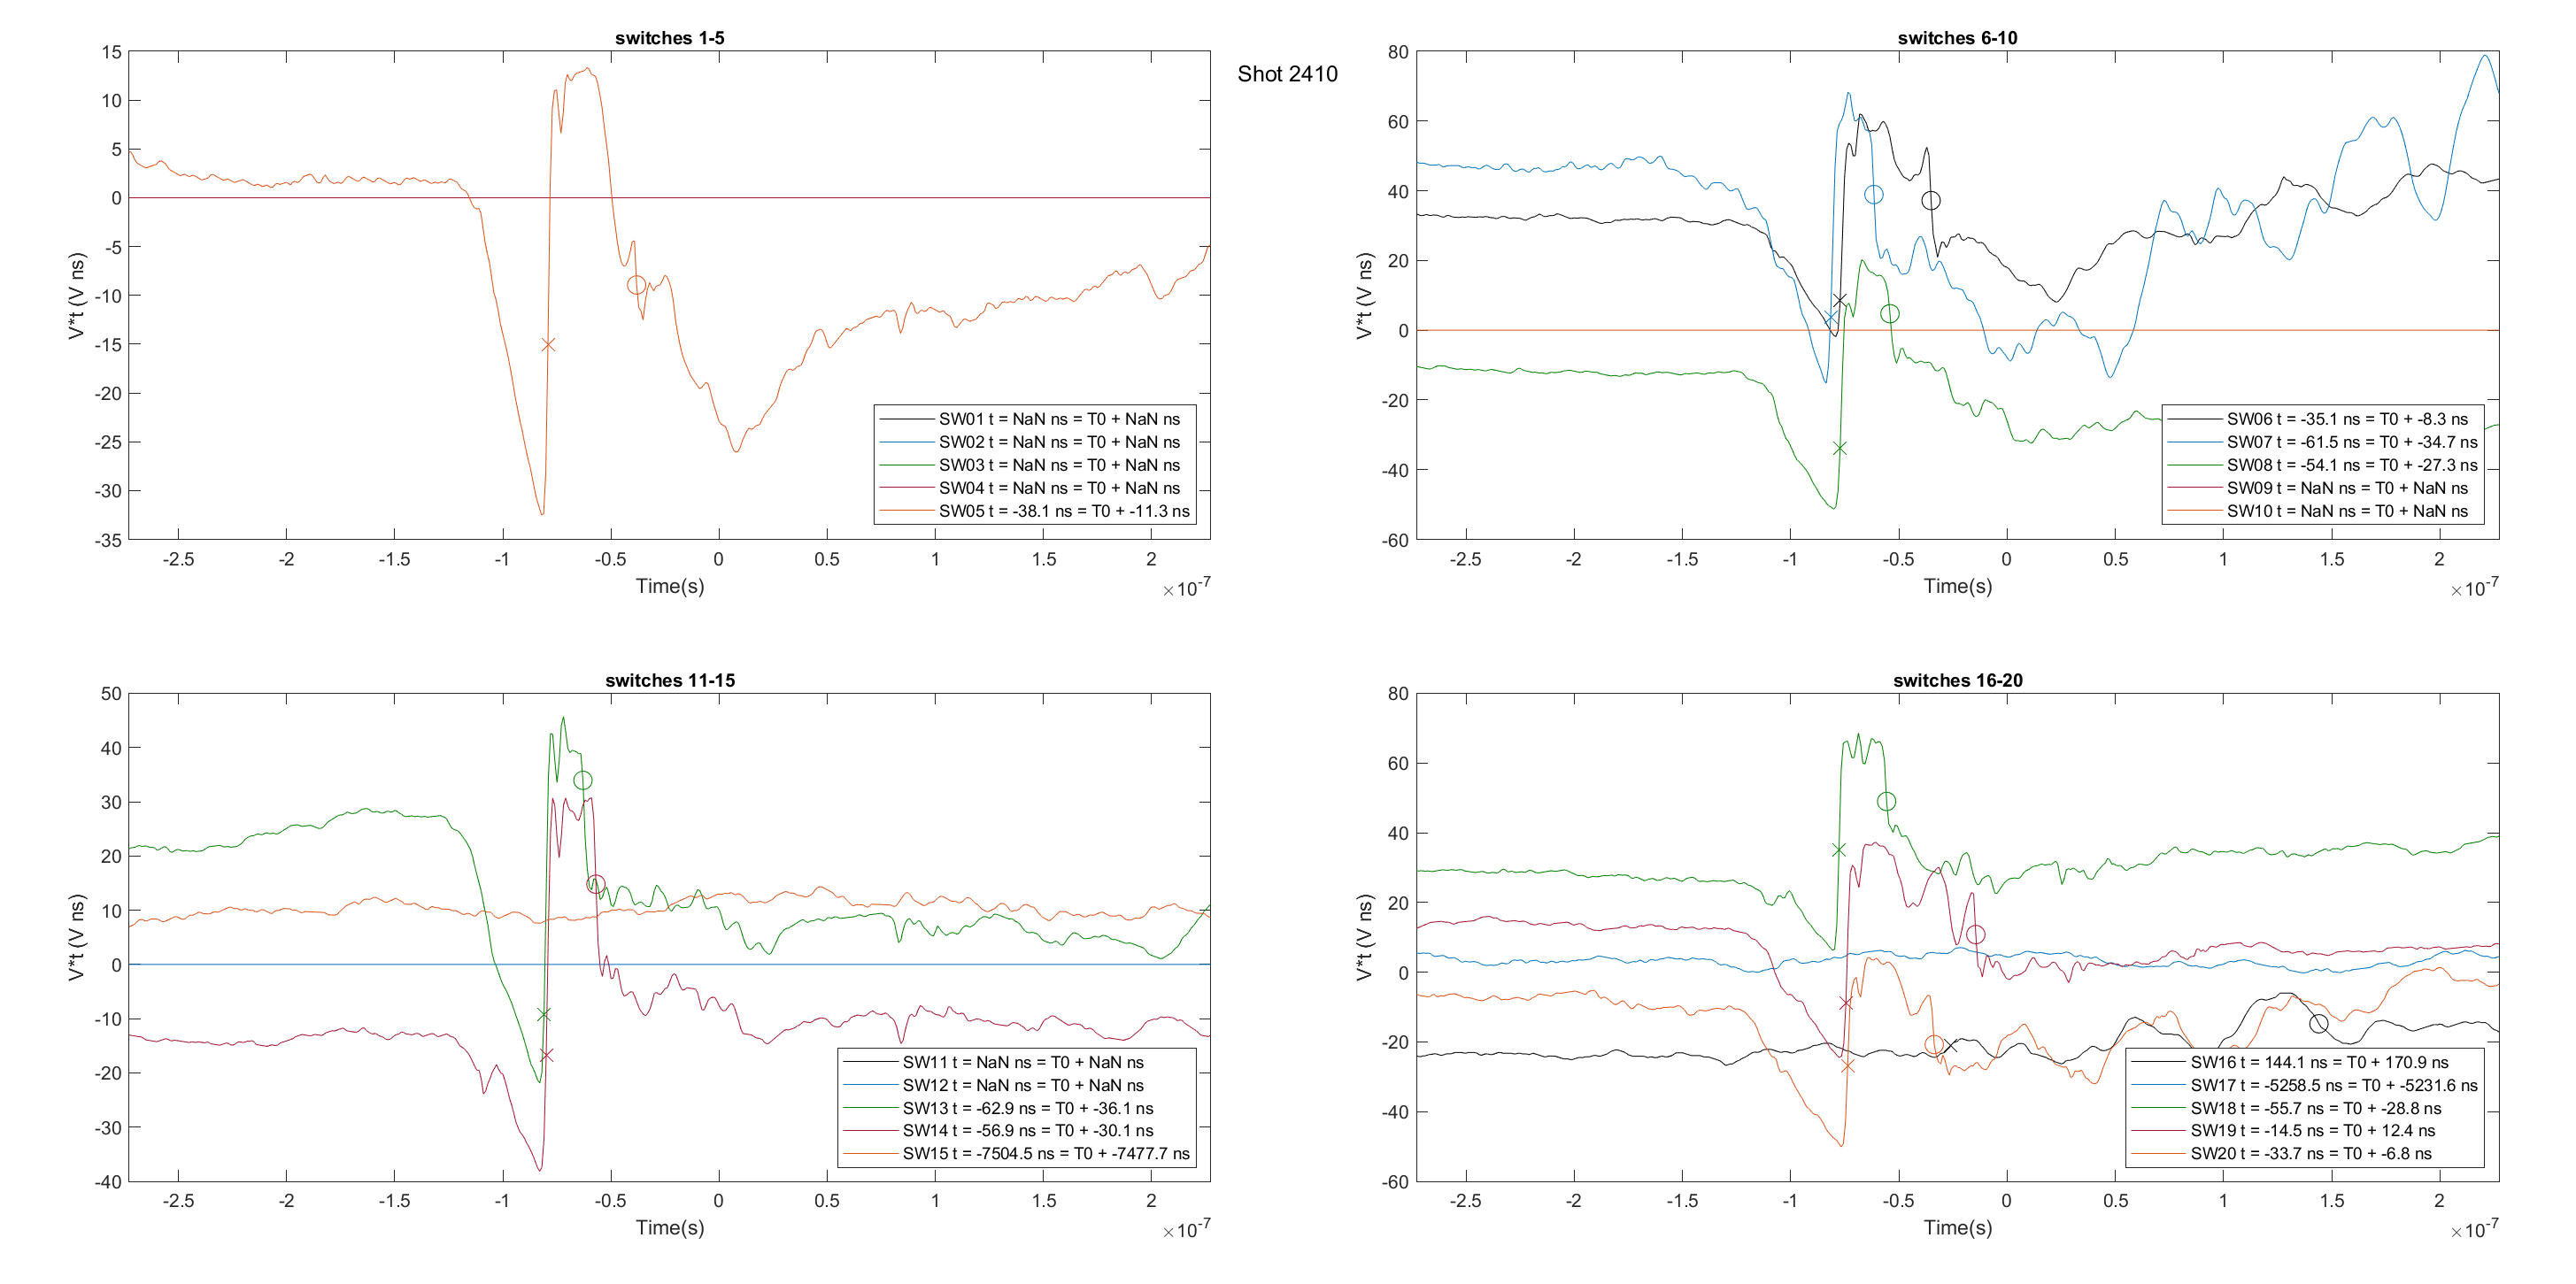 Shot 2410
switches 1-5
15
10
5
0
-5
-10
-15
-20
-25
-30
-35
V*t (V ns)
-2.5 -2 -1.5 -1 -0.5 0 0.5 1 1.5 2
Time(s)
×10-7
SW01 t = NaN ns = T0 + NaN ns
SW02 t = NaN ns = T0 + NaN ns
SW03 t = NaN ns = T0 + NaN ns
SW04 t = NaN ns = T0 + NaN ns
SW05 t = -38.1 ns = T0 + -11.3 ns
switches 6-10
80
60
40
20
0
-20
-40
-60
V*t (V ns)
-2.5 -2 -1.5 -1 -0.5 0 0.5 1 1.5 2
Time(s)
×10-7
SW06 t = -35.1 ns = T0 + -8.3 ns
SW07 t = -61.5 ns = T0 + -34.7 ns
SW08 t = -54.1 ns = T0 + -27.3 ns
SW09 t = NaN ns = T0 + NaN ns
SW10 t = NaN ns = T0 + NaN ns
switches 11-15
50
40
30
20
10
0
-10
-20
-30
-40
V*t (V ns)
-2.5 -2 -1.5 -1 -0.5 0 0.5 1 1.5 2
Time(s)
×10-7
SW11 t = NaN ns = T0 + NaN ns
SW12 t = NaN ns = T0 + NaN ns
SW13 t = -62.9 ns = T0 + -36.1 ns
SW14 t = -56.9 ns = T0 + -30.1 ns
SW15 t = -7504.5 ns = T0 + -7477.7 ns
switches 16-20
80
60
40
20
0
-20
-40
-60
V*t (V ns)
-2.5 -2 -1.5 -1 -0.5 0 0.5 1 1.5 2
Time(s)
×10-7
SW16 t = 144.1 ns = T0 + 170.9 ns
SW17 t = -5258.5 ns = T0 + -5231.6 ns
SW18 t = -55.7 ns = T0 + -28.8 ns
SW19 t = -14.5 ns = T0 + 12.4 ns
SW20 t = -33.7 ns = T0 + -6.8 ns